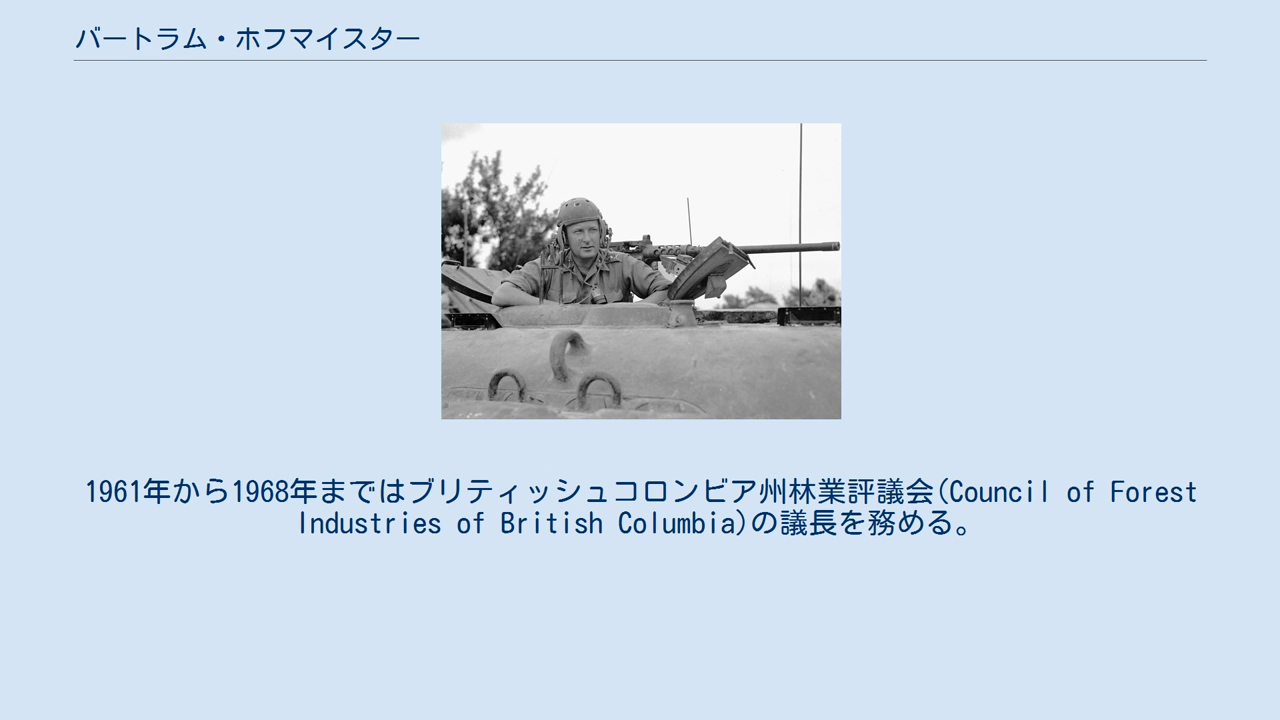 バートラム・ホフマイスター
1961年から1968年まではブリティッシュコロンビア州林業評議会(Council of Forest
Industries of British Columbia)の議長を務める。